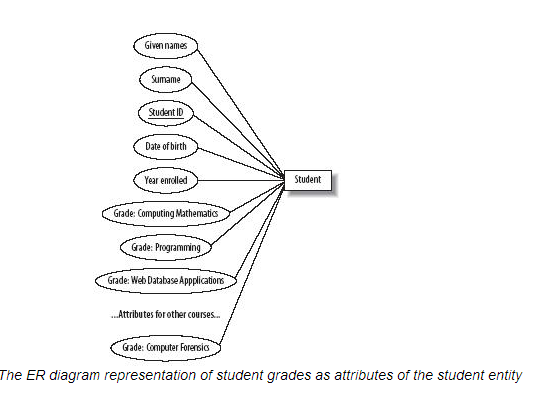 Given names
Surname
Student ID
Date of birth
Year enrolled
Student
Grade: Computing Mathematics
Grade: Programming
Grade: Web Database Appplications
...Attributes for other courses...
Grade: Computer Forensics
The ER diagram representation of student grades as attributes of the student entity